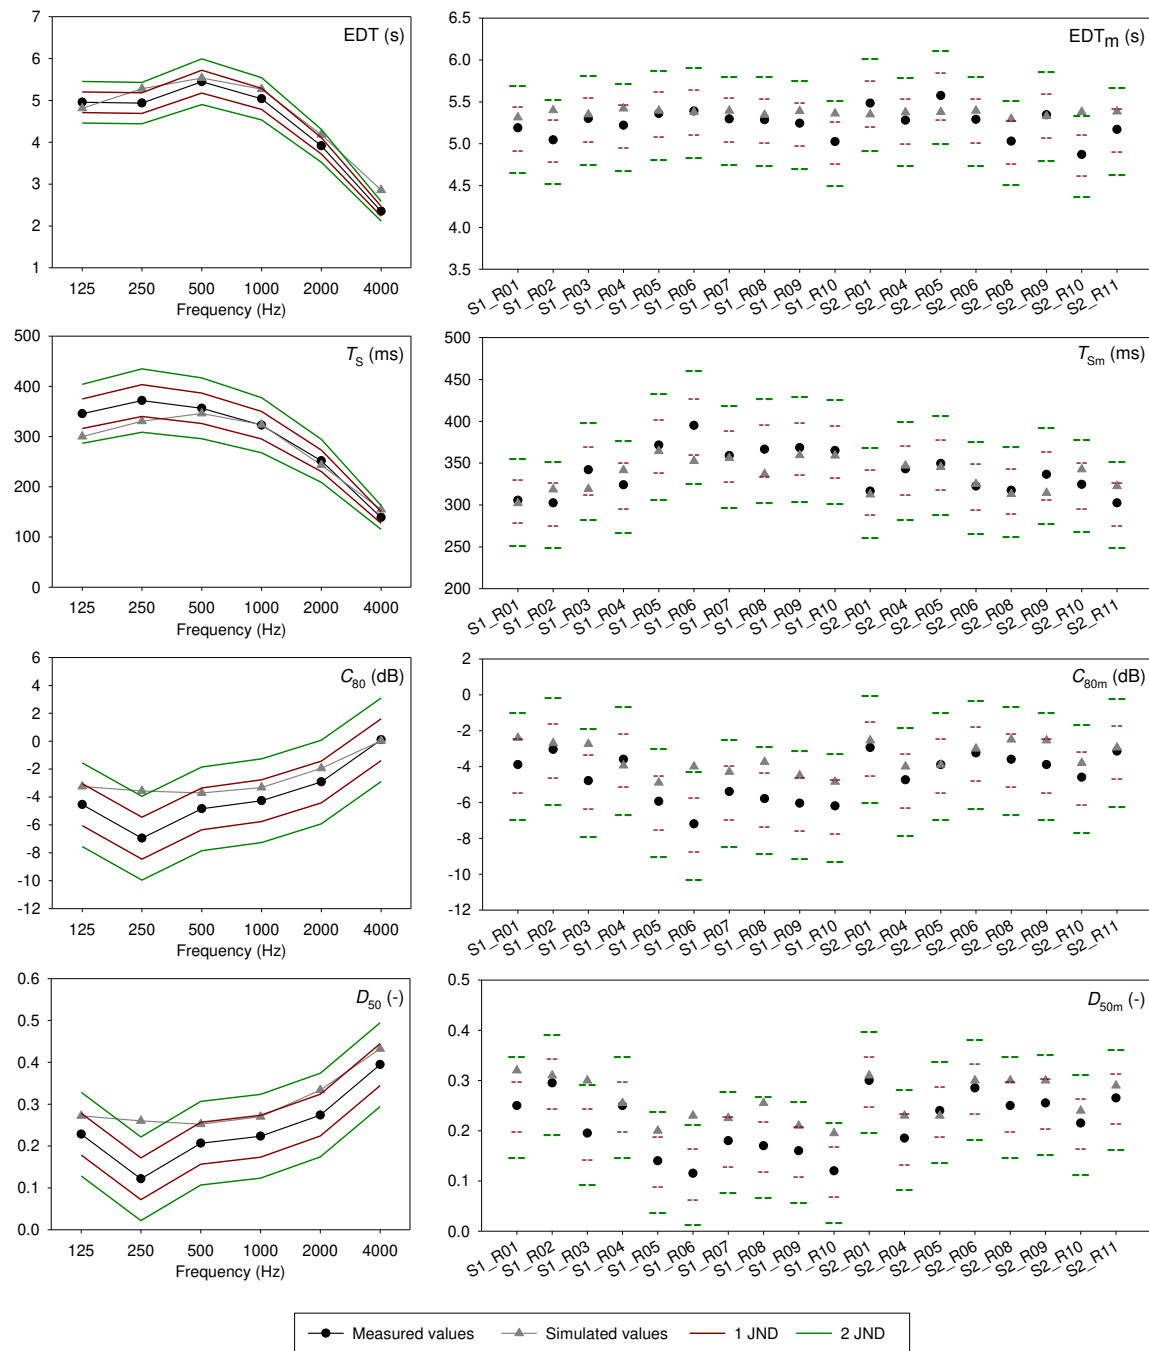 EDT (s)
7
6
5
4
3
2
1
125 250 500 1000 2000 4000
Frequency (Hz)
EDTm (s)
6.5
6.0
5.5
5.0
4.5
4.0
3.5
S1_R01 S1_R02 S1_R03 S1_R04 S1_R05 S1_R06 S1_R07 S1_R08 S1_R09 S1_R10 S2_R01 S2_R04 S2_R05 S2_R06 S2_R08 S2_R09 S2_R10 S2_R11
TS (ms)
500
400
300
200
100
0
125 250 500 1000 2000 4000
Frequency (Hz)
TSm (ms)
500
450
400
350
300
250
200
S1_R01 S1_R02 S1_R03 S1_R04 S1_R05 S1_R06 S1_R07 S1_R08 S1_R09 S1_R10 S2_R01 S2_R04 S2_R05 S2_R06 S2_R08 S2_R09 S2_R10 S2_R11
C80 (dB)
6
4
2
0
-2
-4
-6
-8
-10
-12
125 250 500 1000 2000 4000
Frequency (Hz)
C80m (dB)
2
0
-2
-4
-6
-8
-10
-12
S1_R01 S1_R02 S1_R03 S1_R04 S1_R05 S1_R06 S1_R07 S1_R08 S1_R09 S1_R10 S2_R01 S2_R04 S2_R05 S2_R06 S2_R08 S2_R09 S2_R10 S2_R11
D50 (-)
0.6
0.5
0.4
0.3
0.2
0.1
0.0
125 250 500 1000 2000 4000
Frequency (Hz)
D50m (-)
0.5
0.4
0.3
0.2
0.1
0.0
S1_R01 S1_R02 S1_R03 S1_R04 S1_R05 S1_R06 S1_R07 S1_R08 S1_R09 S1_R10 S2_R01 S2_R04 S2_R05 S2_R06 S2_R08 S2_R09 S2_R10 S2_R11
Measured values Simulated values 1 JND 2 JND